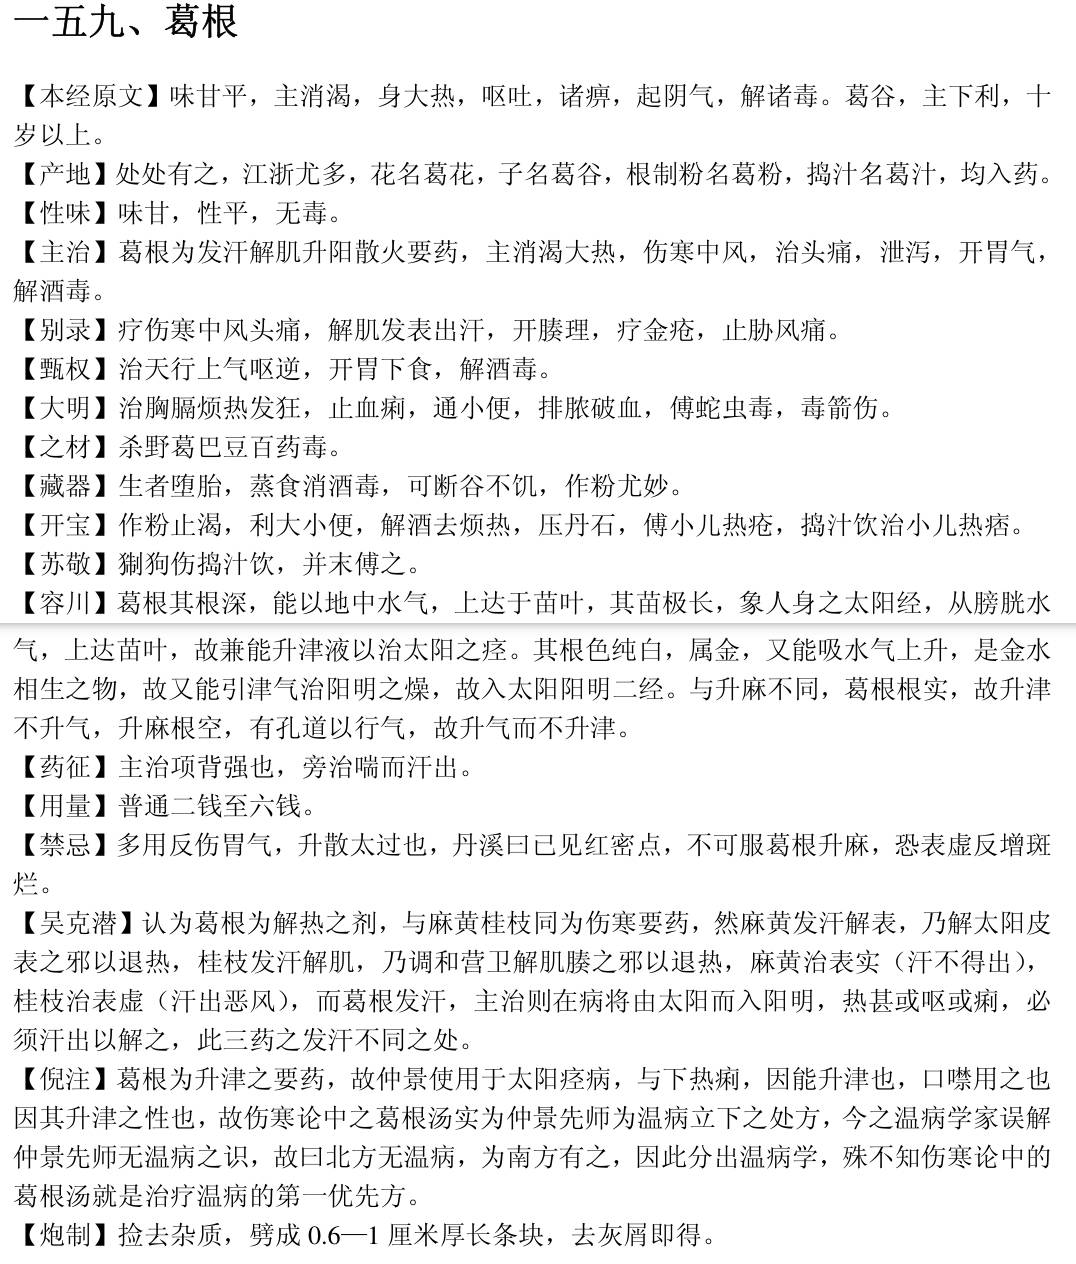 一五九、葛根
【本经原文】味甘平，主消渴，身大热，呕吐，诸痹，起阴气，解诸毒。葛谷，主下利，十
岁以上。
【产地】处处有之，江浙尤多，花名葛花，子名葛谷，根制粉名葛粉，捣汁名葛汁，均入药。
【性味】味甘，性平，无毒。
【主治】葛根为发汗解肌升阳散火要药，主消渴大热，伤寒中风，治头痛，泄泻，开胃气，
解酒毒。
【别录】疗伤寒中风头痛，解肌发表出汗，开腠理，疗金疮，止胁风痛。
【甄权】治天行上气呕逆，开胃下食，解酒毒。
【大明】治胸膈烦热发狂，止血痢，通小便，排脓破血，傅蛇虫毒，毒箭伤。
【之材】杀野葛巴豆百药毒。
【藏器】生者堕胎，蒸食消酒毒，可断谷不饥，作粉尤妙。
【开宝】作粉止渴，利大小便，解酒去烦热，压丹石，傅小儿热疮，捣汁饮治小儿热痞。
【苏敬】猘狗伤捣汁饮，并末傅之。
【容川】葛根其根深，能以地中水气，上达于苗叶，其苗极长，象人身之太阳经，从膀胱水
气，上达苗叶，故兼能升津液以治太阳之痉。其根色纯白，属金，又能吸水气上升，是金水
相生之物，故又能引津气治阳明之燥，故入太阳阳明二经。与升麻不同，葛根根实，故升津
不升气，升麻根空，有孔道以行气，故升气而不升津。
【药征】主治项背强也，旁治喘而汗出。
【用量】普通二钱至六钱。
【禁忌】多用反伤胃气，升散太过也，丹溪曰已见红密点，不可服葛根升麻，恐表虚反增斑
烂。
【吴克潜】认为葛根为解热之剂，与麻黄桂枝同为伤寒要药，然麻黄发汗解表，乃解太阳皮
表之邪以退热，桂枝发汗解肌，乃调和营卫解肌腠之邪以退热，麻黄治表实（汗不得出），
桂枝治表虚（汗出恶风），而葛根发汗，主治则在病将由太阳而入阳明，热甚或呕或痢，必
须汗出以解之，此三药之发汗不同之处。
【倪注】葛根为升津之要药，故仲景使用于太阳痉病，与下热痢，因能升津也，口噤用之也
因其升津之性也，故伤寒论中之葛根汤实为仲景先师为温病立下之处方，今之温病学家误解
仲景先师无温病之识，故曰北方无温病，为南方有之，因此分出温病学，殊不知伤寒论中的
葛根汤就是治疗温病的第一优先方。
【炮制】捡去杂质，劈成 0.6—1 厘米厚长条块，去灰屑即得。